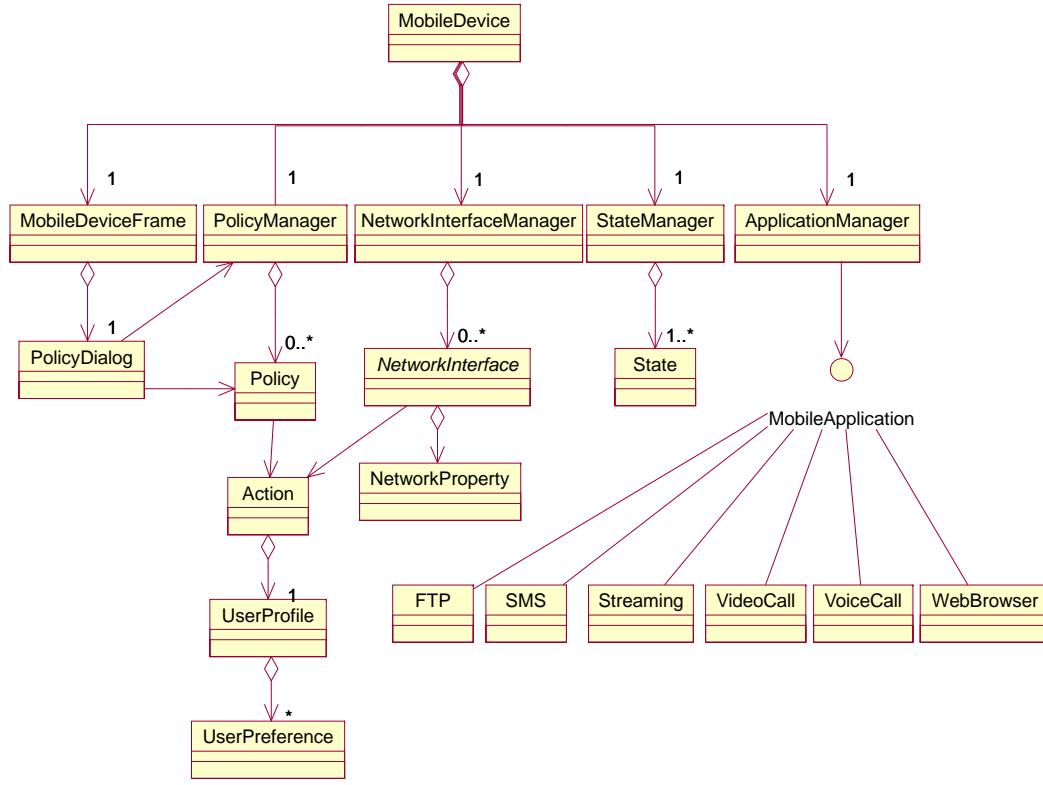 MobileDevice
1
1
1
1
1
MobileDeviceFrame
PolicyManager
NetworkInterfaceManager
StateManager
ApplicationManager
1
0..*
0..*
1..*
PolicyDialog
Policy
NetworkInterface
State
MobileApplication
Action
NetworkProperty
1
UserProfile
FTP
SMS
Streaming
VideoCall
VoiceCall
WebBrowser
*
UserPreference